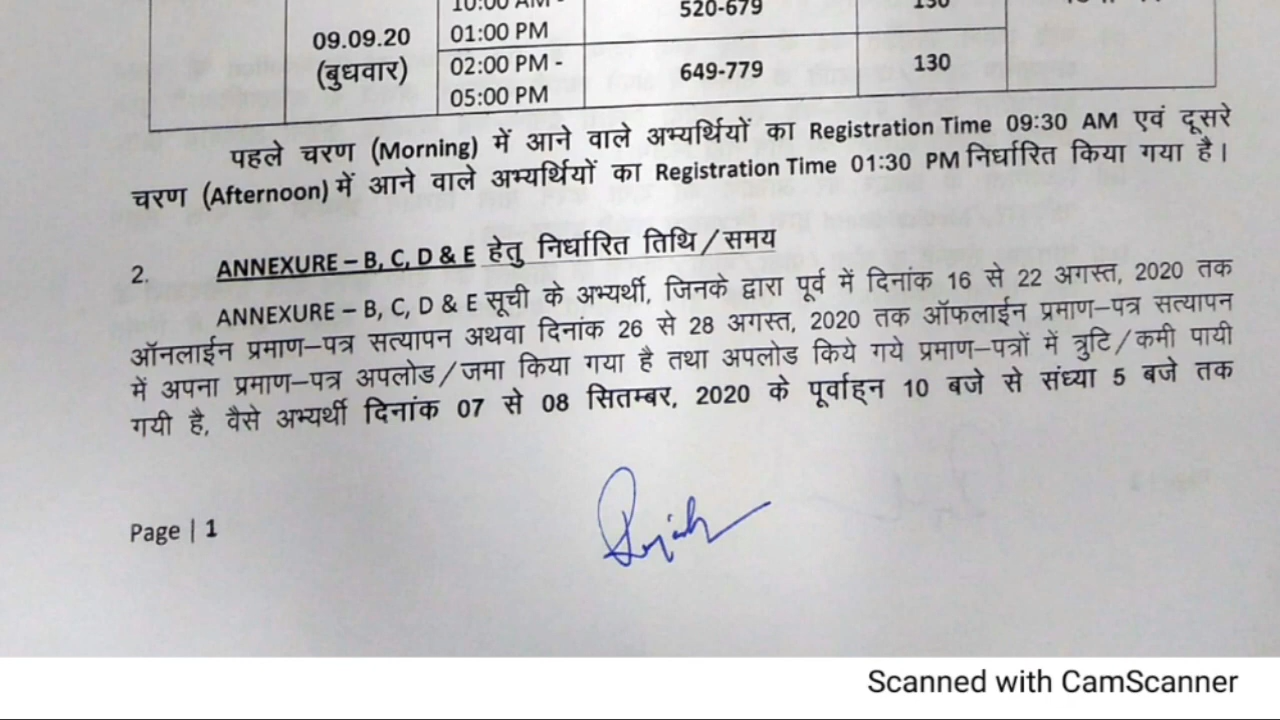 520-679
09.09.20
(बुधवार)
01:00 PM
02:00 PM -
05:00 PM
649-779
130
पहले चरण (Morning) में आने वाले अभ्यर्थियों का Registration Time 09:30 AM एवं दूसरे
चरण (Afternoon) में आने वाले अभ्यर्थियों का Registration Time 01:30 PM निर्धारित किया गया है।
2. ANNEXURE – B, C, D & E हेतु निर्धारित तिथि/समय
ANNEXURE – B, C, D & E सूची के अभ्यर्थी, जिनके द्वारा पूर्व में दिनांक 16 से 22 अगस्त, 2020 तक
ऑनलाईन प्रमाण–पत्र सत्यापन अथवा दिनांक 26 से 28 अगस्त, 2020 तक ऑफलाईन प्रमाण–पत्र सत्यापन
में अपना प्रमाण–पत्र अपलोड/जमा किया गया है तथा अपलोड किये गये प्रमाण–पत्रों में त्रुटि/कमी पायी
गयी है, वैसे अभ्यर्थी दिनांक 07 से 08 सितम्बर, 2020 के पूर्वाह्न 10 बजे से संध्या 5 बजे तक
Page | 1
Scanned with CamScanner